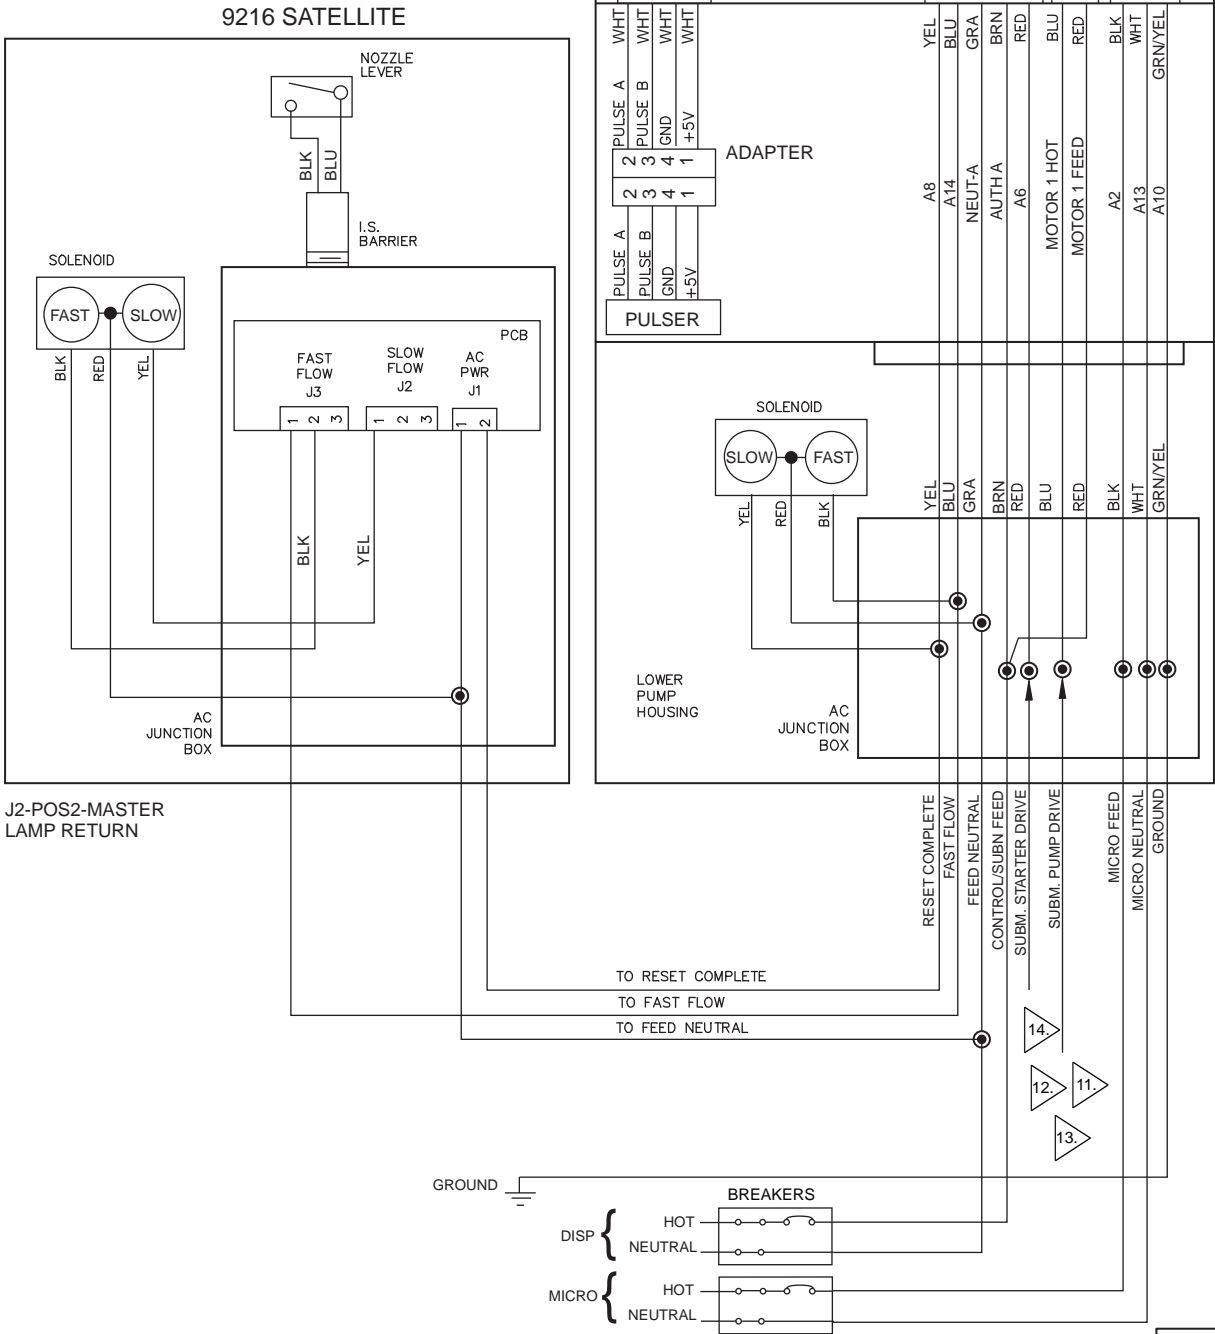 9216 SATELLITE
NOZZLE
LEVER
BLK
BLU
I.S.
BARRIER
SOLENOID
FAST
SLOW
BLK
RED
YEL
PCB
FAST
FLOW
J3
SLOW
FLOW
J2
AC
PWR
J1
1 2 3
1 2 3
1 2
BLK
YEL
AC
JUNCTION
BOX
J2-POS2-MASTER
LAMP RETURN
WHT
WHT
WHT
WHT
PULSE A
PULSE B
GND
+5V
2 3 4 1
2 3 4 1
ADAPTER
PULSE A
PULSE B
GND
+5V
PULSER
YEL
BLU
GRA
BRN
RED
BLU
RED
BLK
WHT
GRN/YEL
A8
A14
NEUT-A
AUTH A
A6
MOTOR 1 HOT
MOTOR 1 FEED
A2
A13
A10
SOLENOID
SLOW
FAST
YEL
RED
BLK
YEL
BLU
GRA
BRN
RED
BLU
RED
BLK
WHT
GRN/YEL
LOWER
PUMP
HOUSING
AC
JUNCTION
BOX
RESET COMPLETE
FAST FLOW
FEED NEUTRAL
CONTROL/SUBN FEED
SUBM. STARTER DRIVE
SUBM. PUMP DRIVE
MICRO FEED
MICRO NEUTRAL
GROUND
TO RESET COMPLETE
TO FAST FLOW
TO FEED NEUTRAL
14.
12.
11.
13.
GROUND
BREAKERS
DISP
HOT
NEUTRAL
MICRO
HOT
NEUTRAL